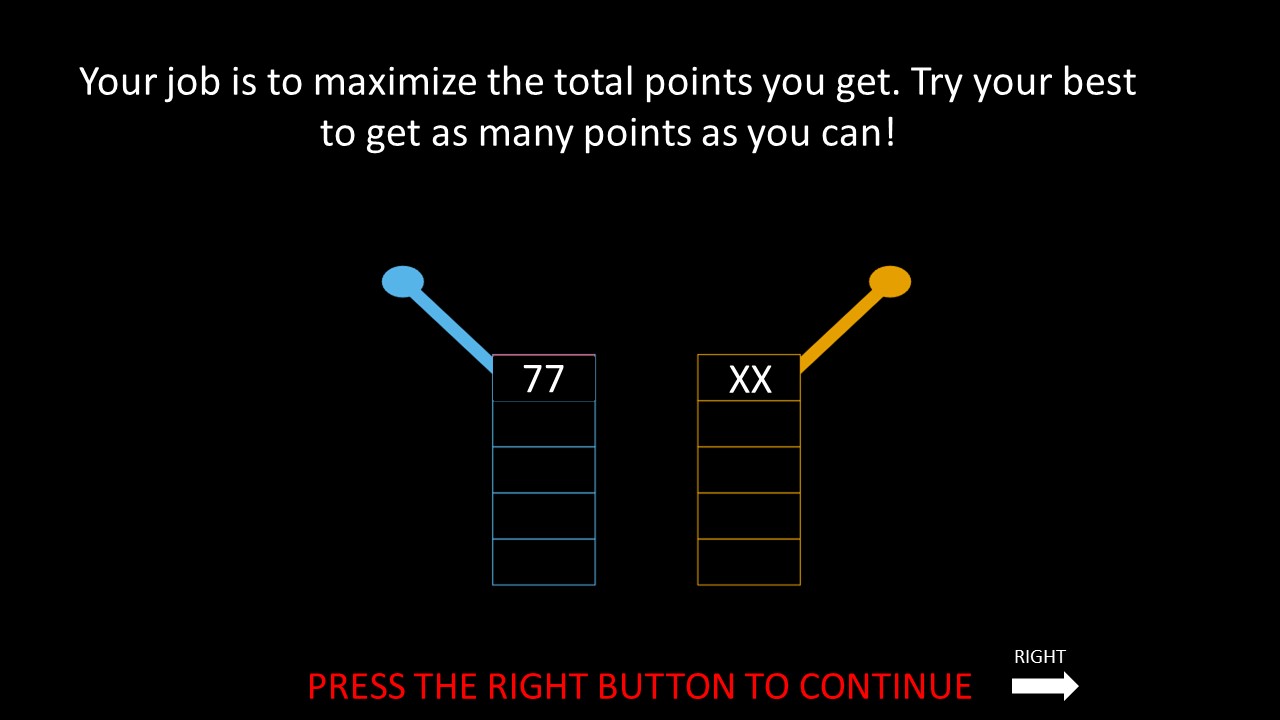 Your job is to maximize the total points you get. Try your best
to get as many points as you can!
77
XX
RIGHT
PRESS THE RIGHT BUTTON TO CONTINUE